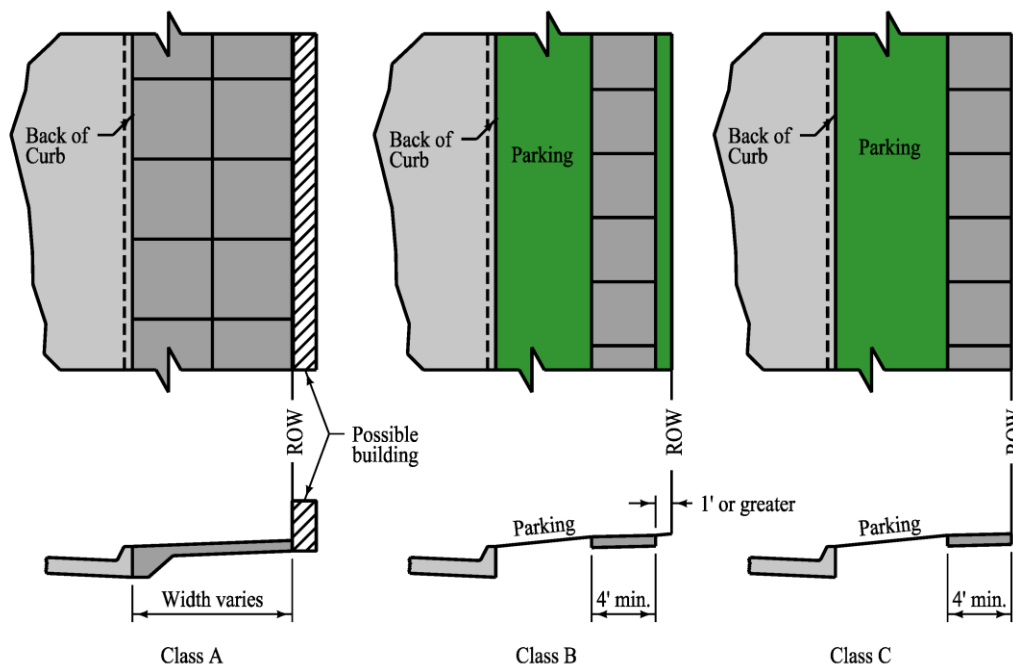 Back of
Curb
ROW
Possible
building
Width varies
Class A
Back of
Curb
Parking
ROW
1' or greater
Parking
4' min.
Class B
Back of
Curb
Parking
ROW
Parking
4' min.
Class C